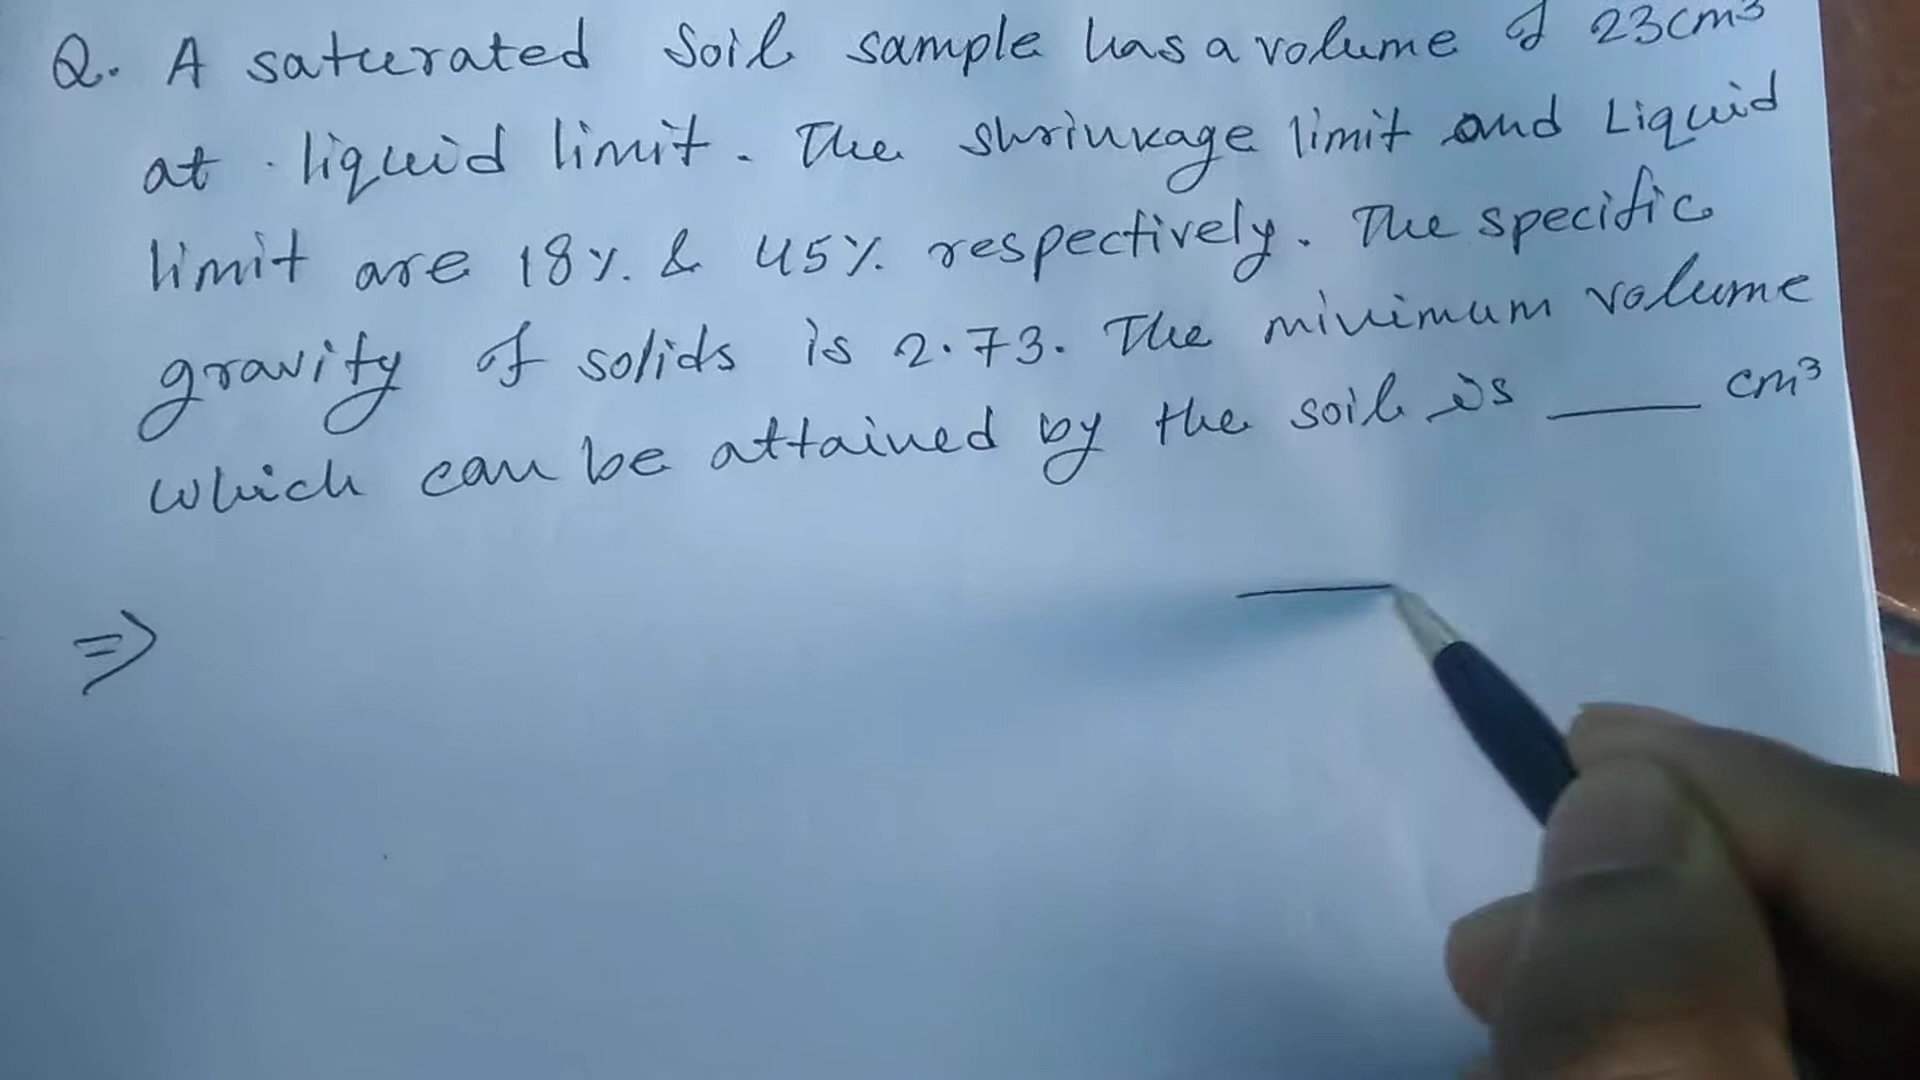 Q. A saturated soil sample has a volume of 23cm³
at liquid limit. The shrinkage limit and Liquid
limit are 18%. & 45%. respectively. The specific
gravity of solids is 2.73. The minimum volume
which can be attained by the soil is ___ cm³
⇒